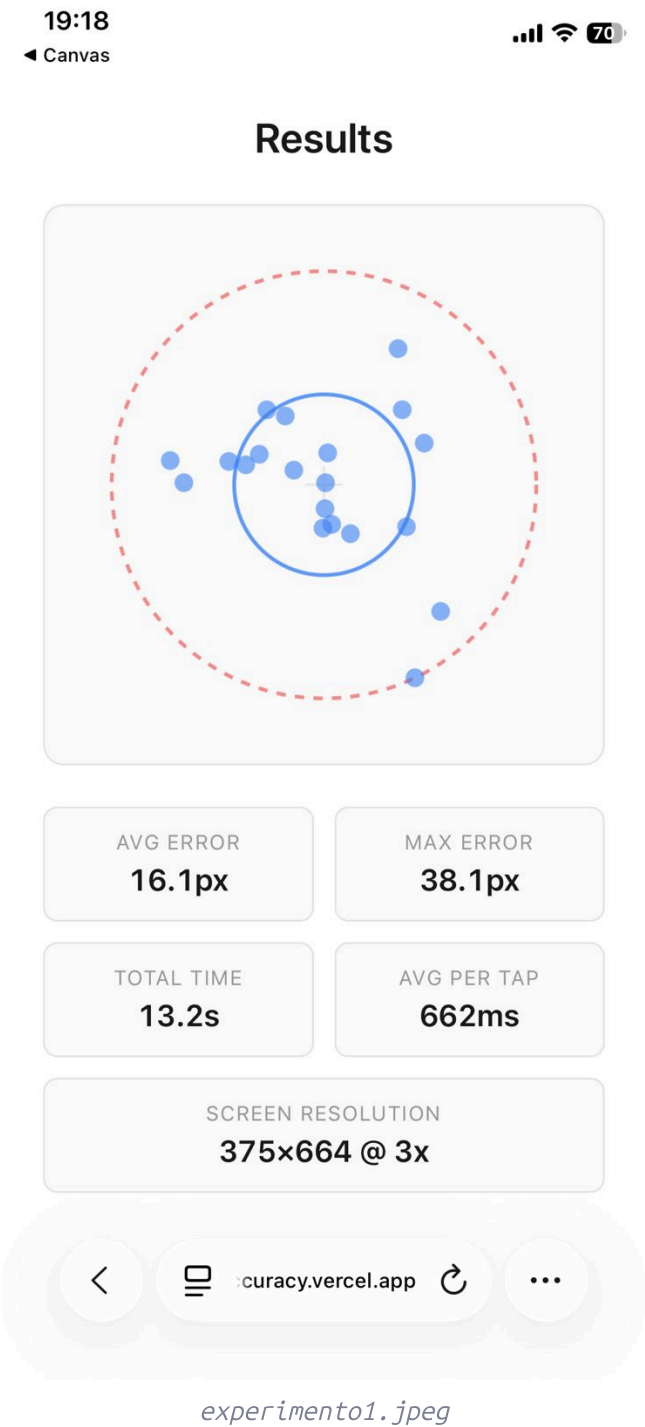 19:18
70
◀ Canvas
Results
AVG ERROR
16.1px
MAX ERROR
38.1px
TOTAL TIME
13.2s
AVG PER TAP
662ms
SCREEN RESOLUTION
375×664 @ 3x
curacy.vercel.app
experimento1.jpeg